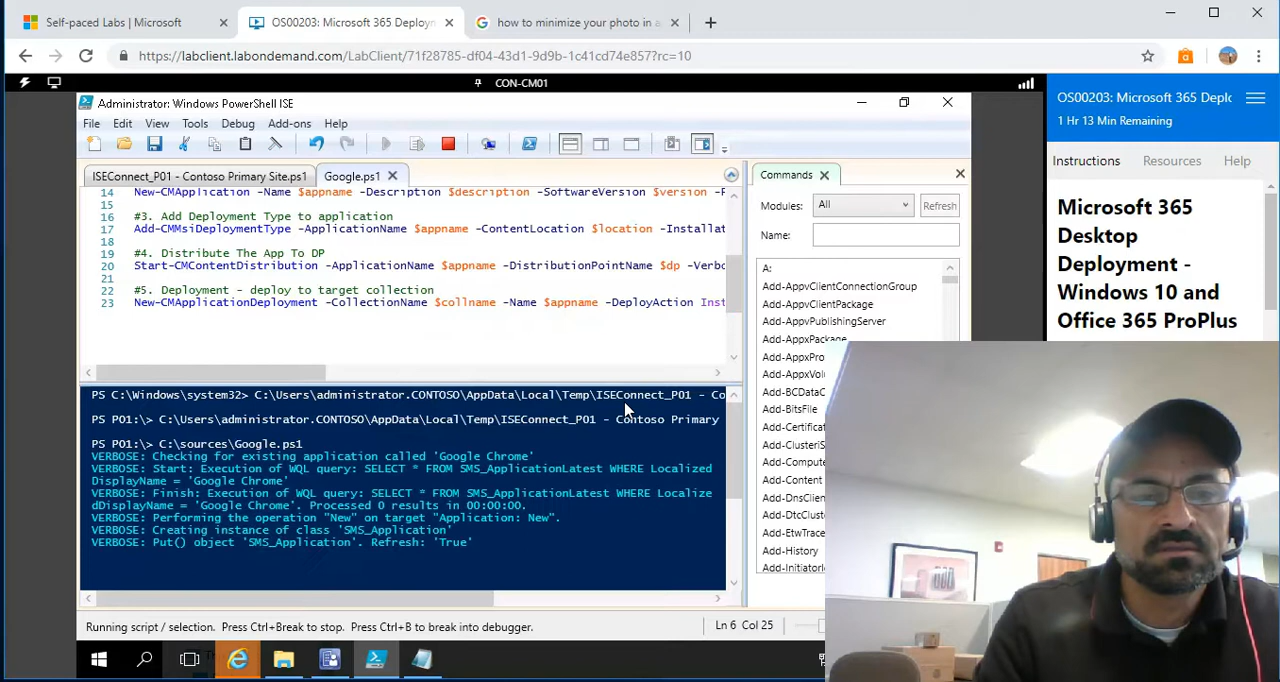 Self-paced Labs | Microsoft
OS00203: Microsoft 365 Deploym
how to minimize your photo in a
https://labclient.labondemand.com/LabClient/71f28785-df04-43d1-9d9b-1c41cd74e857?rc=10
CON-CM01
Administrator: Windows PowerShell ISE
File Edit View Tools Debug Add-ons Help
ISEConnect_P01 - Contoso Primary Site.ps1
Google.ps1
14 New-CMApplication -Name $appname -Description $description -SoftwareVersion $version -P
15
16 #3. Add Deployment Type to application
17 Add-CMMsiDeploymentType -ApplicationName $appname -ContentLocation $location -Installat
18
19 #4. Distribute The App To DP
20 Start-CMContentDistribution -ApplicationName $appname -DistributionPointName $dp -Verbo
21
22 #5. Deployment - deploy to target collection
23 New-CMApplicationDeployment -CollectionName $collname -Name $appname -DeployAction Inst
PS C:\Windows\system32> C:\Users\administrator.CONTOSO\AppData\Local\Temp\ISEConnect_P01 - Co
PS P01:\> C:\Users\administrator.CONTOSO\AppData\Local\Temp\ISEConnect_P01 - Contoso Primary
PS P01:\> C:\sources\Google.ps1
VERBOSE: Checking for existing application called 'Google Chrome'
VERBOSE: Start: Execution of WQL query: SELECT * FROM SMS_ApplicationLatest WHERE Localized
DisplayName = 'Google Chrome'
VERBOSE: Finish: Execution of WQL query: SELECT * FROM SMS_ApplicationLatest WHERE Localize
dDisplayName = 'Google Chrome'. Processed 0 results in 00:00:00.
VERBOSE: Performing the operation "New" on target "Application: New".
VERBOSE: Creating instance of class 'SMS_Application'
VERBOSE: Put() object 'SMS_Application'. Refresh: 'True'
Running script / selection. Press Ctrl+Break to stop. Press Ctrl+B to break into debugger.
Ln 6 Col 25
Commands
Modules: All Refresh
Name:
A:
Add-AppvClientConnectionGroup
Add-AppvClientPackage
Add-AppvPublishingServer
Add-AppxPackage
Add-AppxPro
Add-AppxVol
Add-BCDataC
Add-BitsFile
Add-Certifica
Add-ClusteriS
Add-Compute
Add-Content
Add-DnsClien
Add-DtcCluste
Add-EtwTrace
Add-History
Add-Initiator
OS00203: Microsoft 365 Deplo
1 Hr 13 Min Remaining
Instructions Resources Help
Microsoft 365
Desktop
Deployment -
Windows 10 and
Office 365 ProPlus